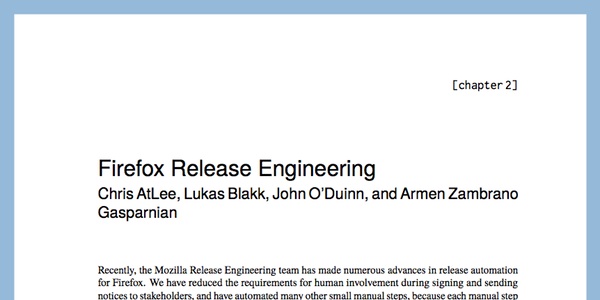 [chapter 2]
Firefox Release Engineering
Chris AtLee, Lukas Blakk, John O'Duinn, and Armen Zambrano
Gasparnian
Recently, the Mozilla Release Engineering team has made numerous advances in release automation
for Firefox. We have reduced the requirements for human involvement during signing and sending
notices to stakeholders, and have automated many other small manual steps, because each manual step